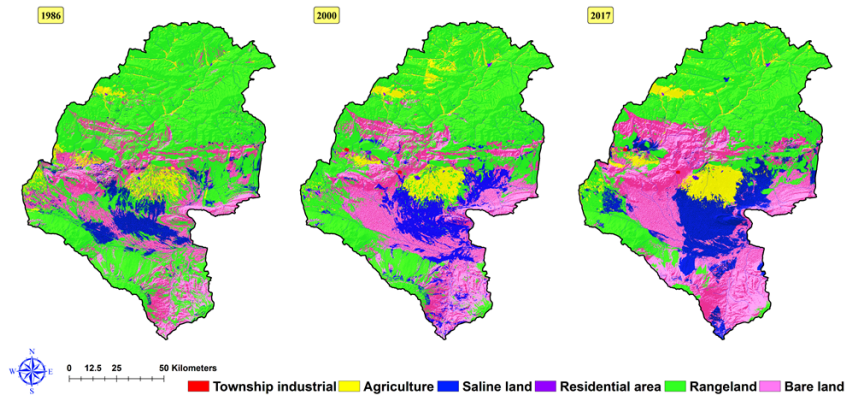 1986
2000
2017
N
W E
S
0 12.5 25 50 Kilometers
Township industrial Agriculture Saline land Residential area Rangeland Bare land